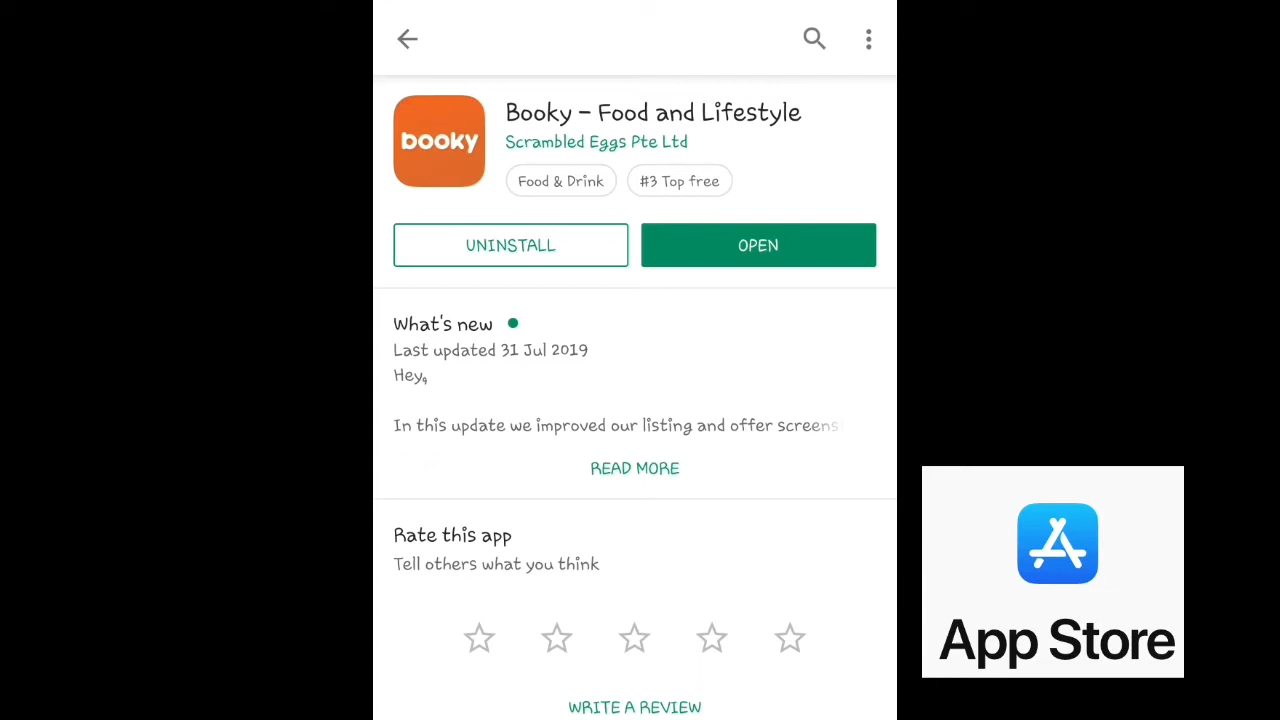 booky
Booky – Food and Lifestyle
Scrambled Eggs Pte Ltd
Food & Drink
#3 Top free
UNINSTALL
OPEN
What's new
Last updated 31 Jul 2019
Hey,
In this update we improved our listing and offer screens
READ MORE
Rate this app
Tell others what you think
WRITE A REVIEW
App Store